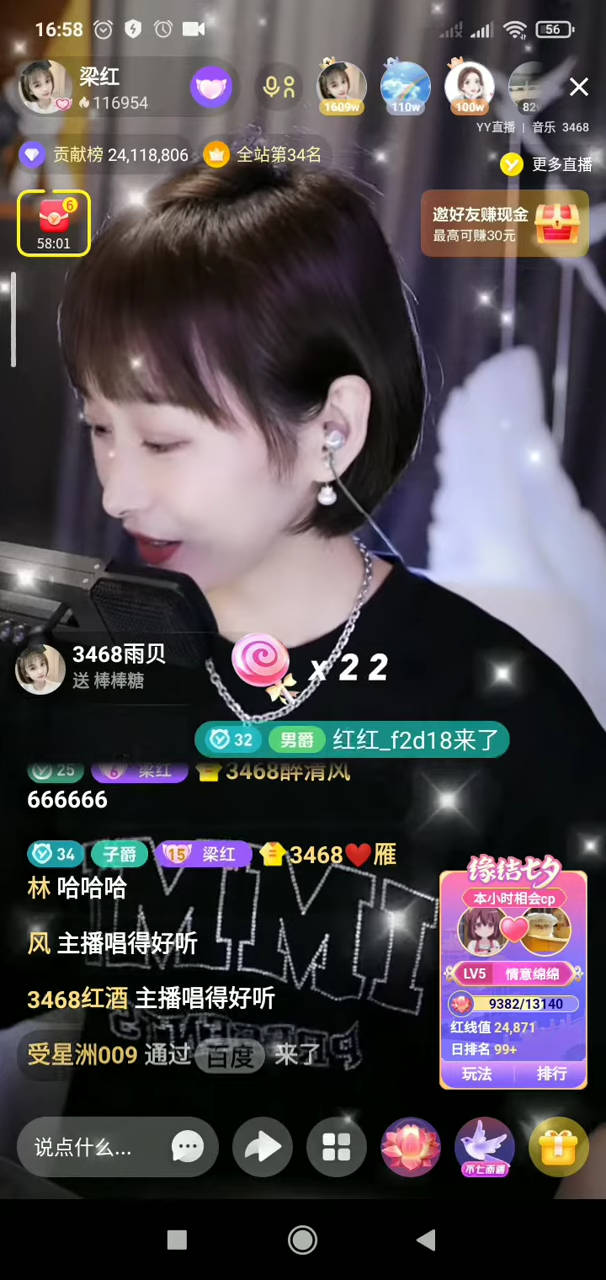 16:58
56
梁红
116954
1609w
110w
100w
82
YY直播 | 音乐 3468
贡献榜 24,118,806
全站第34名
更多直播
6
58:01
邀好友赚现金
最高可赚30元
3468雨贝
送 棒棒糖
x 22
32 男爵 红红_f2d18来了
25 6 梁红 3468醉清风
666666
34 子爵 15 梁红 3468❤️雁
林 哈哈哈
风 主播唱得好听
3468红酒 主播唱得好听
受星洲009 通过 百度 来了
缘结七夕
本小时相会cp
LV5 情意绵绵
9382/13140
红线值 24,871
日排名 99+
玩法 排行
说点什么...